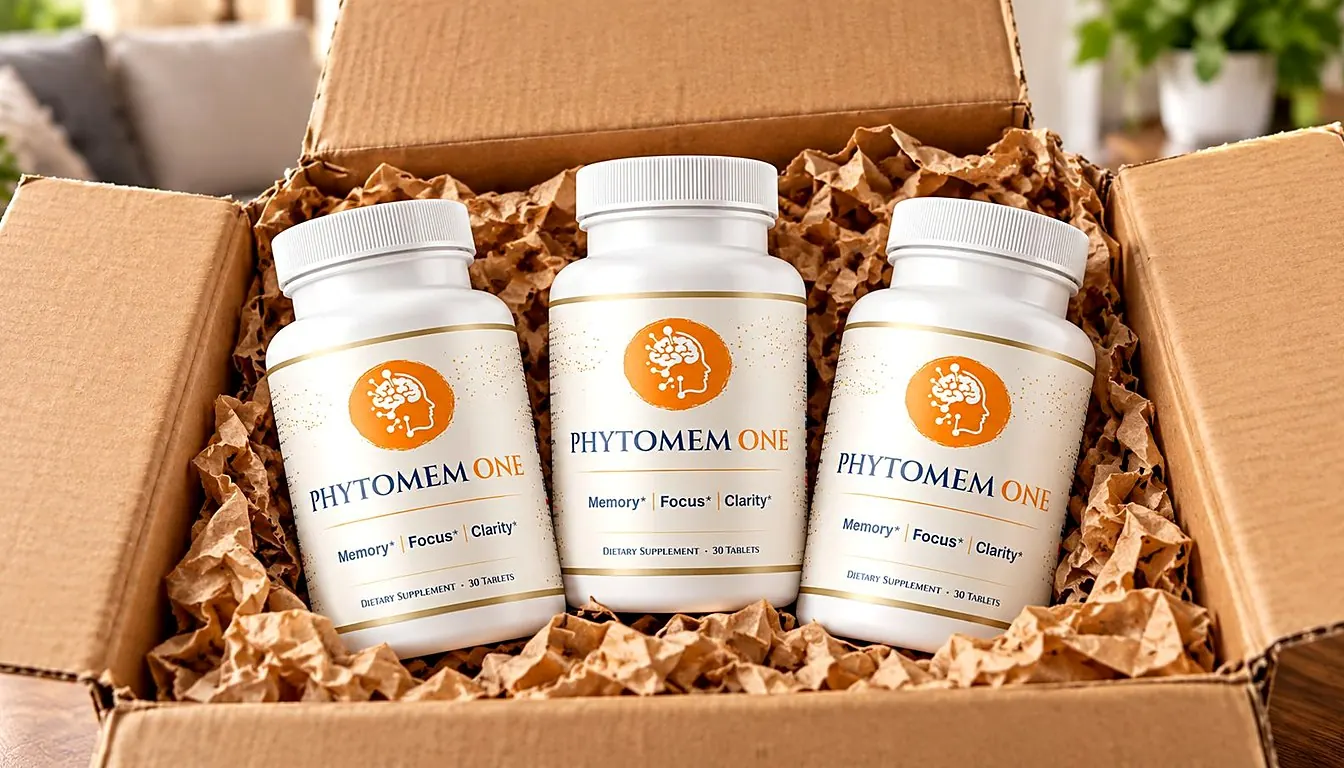 PHYTOMEM ONE
Memory* | Focus* | Clarity*
DIETARY SUPPLEMENT · 30 TABLETS
PHYTOMEM ONE
Memory* | Focus* | Clarity*
DIETARY SUPPLEMENT · 30 TABLETS
PHYTOMEM ONE
Memory* | Focus* | Clarity*
DIETARY SUPPLEMENT · 30 TABLETS